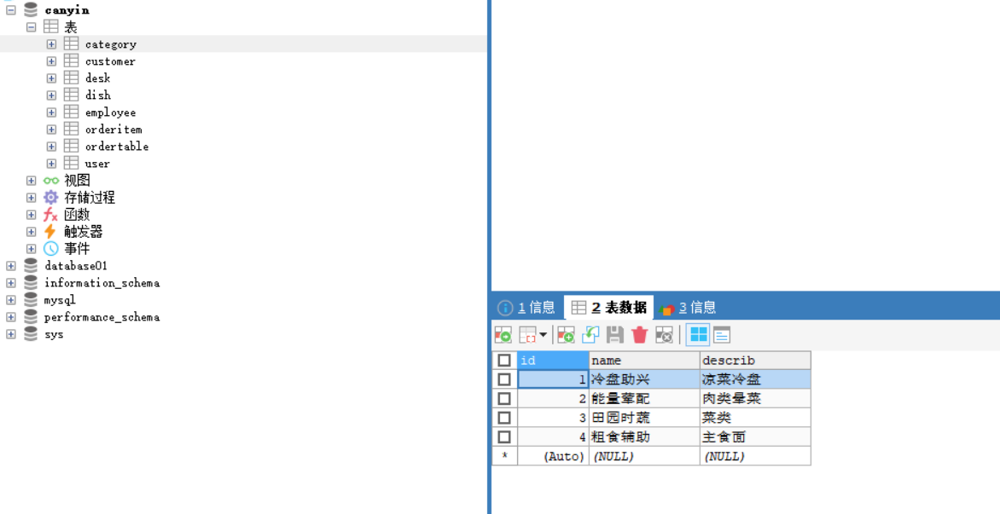 canyin
表
category
customer
desk
dish
employee
orderitem
ordertable
user
视图
存储过程
函数
触发器
事件
database01
information_schema
mysql
performance_schema
sys
1 信息 2 表数据 3 信息
id name describ
1 冷盘助兴 凉菜冷盘
2 能量荤配 肉类晕菜
3 田园时蔬 菜类
4 粗食辅助 主食面
* (Auto) (NULL) (NULL)